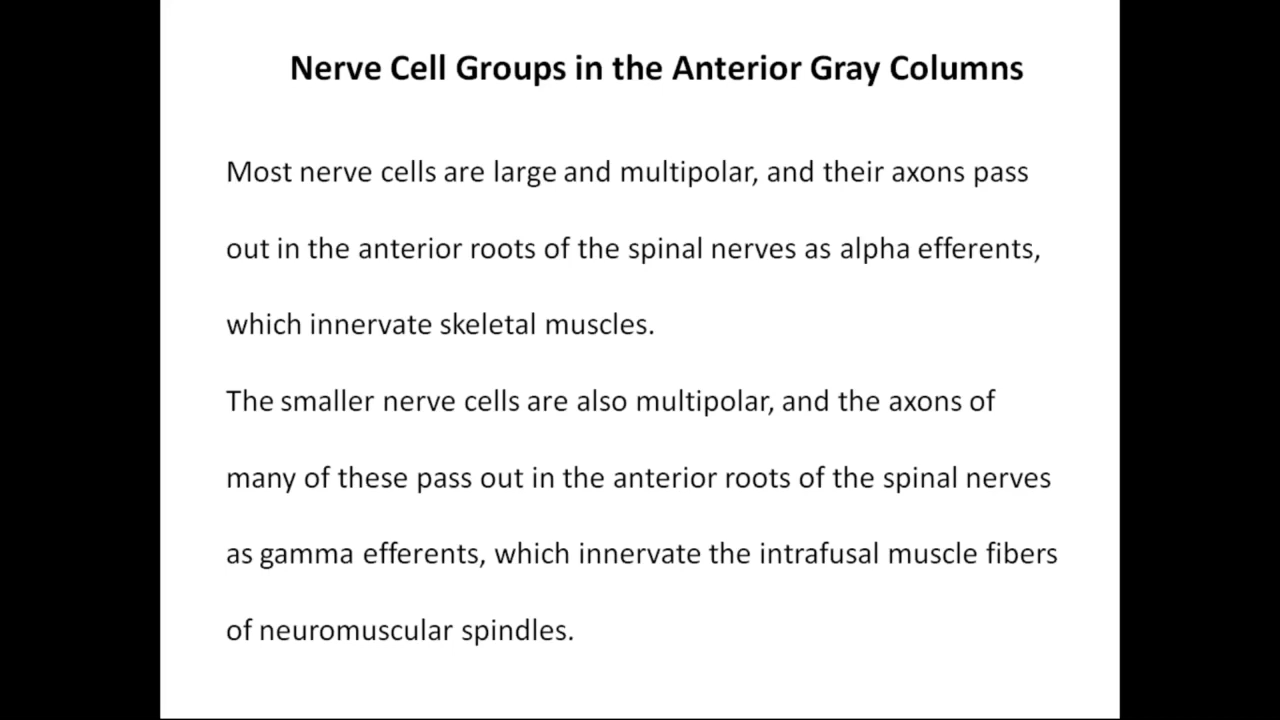 Nerve Cell Groups in the Anterior Gray Columns
Most nerve cells are large and multipolar, and their axons pass
out in the anterior roots of the spinal nerves as alpha efferents,
which innervate skeletal muscles.
The smaller nerve cells are also multipolar, and the axons of
many of these pass out in the anterior roots of the spinal nerves
as gamma efferents, which innervate the intrafusal muscle fibers
of neuromuscular spindles.